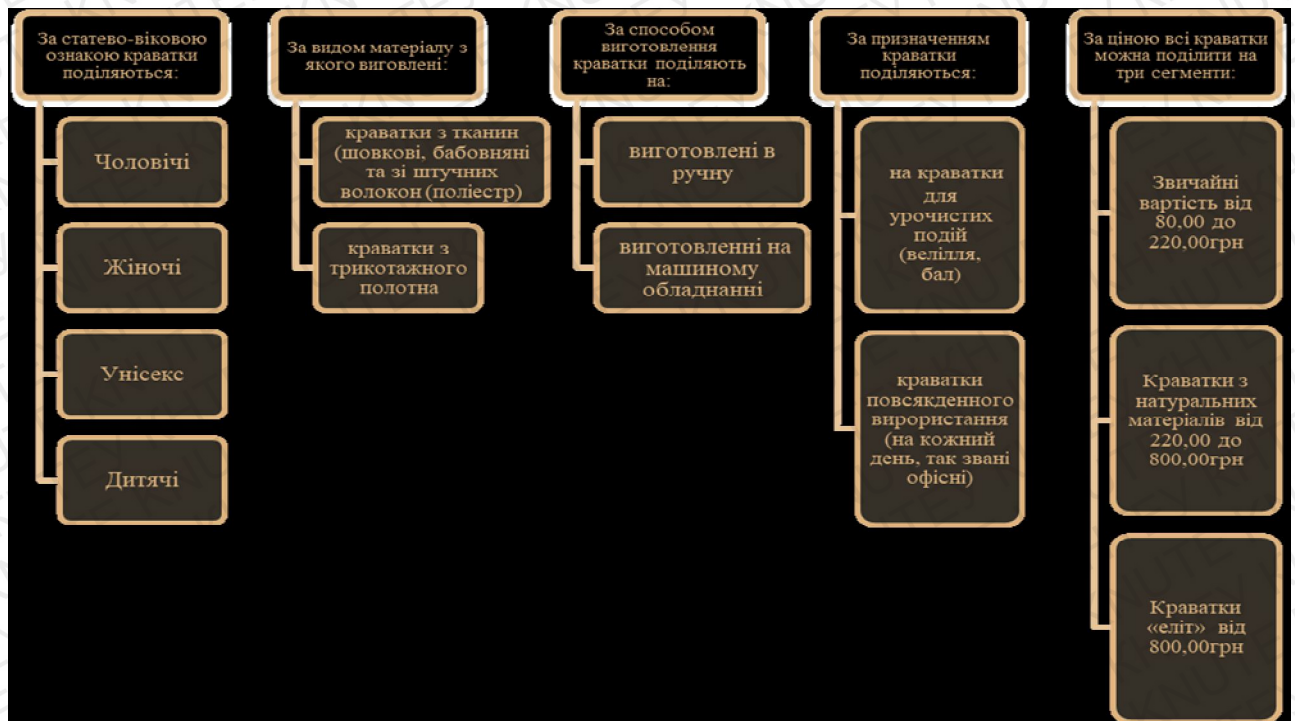 За статево-віковою
ознакою краватки
поділяються:
Чоловічі
Жіночі
Унісекс
Дитячі
За видом матеріалу з
якого виговлені:
краватки з тканин
(шовкові, бабовняні
та зі штучних
волокон (поліестр)
краватки з
трикотажного
полотна
За способом
виготовлення
краватки поділяють
на:
виготовлені в
ручну
виготовленні на
машиному
обладнанні
За призначенням
краватки
поділяються:
на краватки
для
урочистих
подій
(велілля,
бал)
краватки
повсякденного
вирористання
(на кожний
день, так звані
офісні)
За ціною всі краватки
можна поділити на
три сегменти:
Звичайні
вартість від
80,00 до
220,00грн
Краватки з
натуральних
матеріалів від
220,00 до
800,00грн
Краватки
«еліт» від
800,00грн